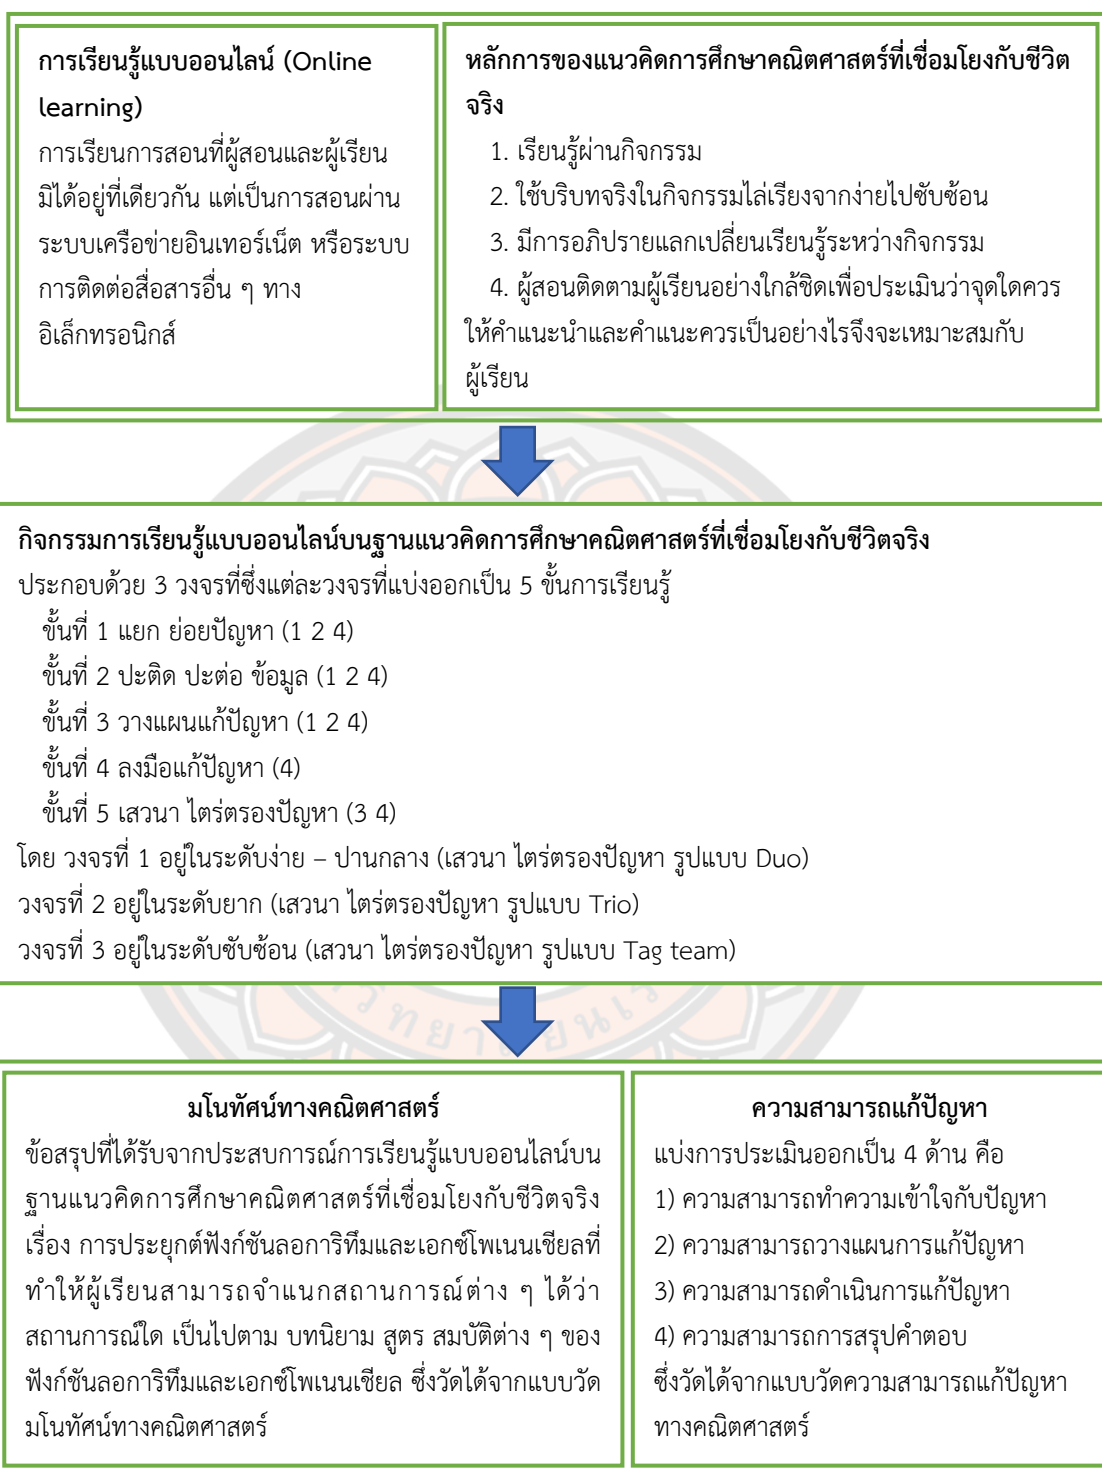 การเรียนรู้แบบออนไลน์ (Online
learning)
การเรียนการสอนที่ผู้สอนและผู้เรียน
มิได้อยู่ที่เดียวกัน แต่เป็นการสอนผ่าน
ระบบเครือข่ายอินเทอร์เน็ต หรือระบบ
การติดต่อสื่อสารอื่น ๆ ทาง
อิเล็กทรอนิกส์
หลักการของแนวคิดการศึกษาคณิตศาสตร์ที่เชื่อมโยงกับชีวิต
จริง
1. เรียนรู้ผ่านกิจกรรม
2. ใช้บริบทจริงในกิจกรรมไล่เรียงจากง่ายไปซับซ้อน
3. มีการอภิปรายแลกเปลี่ยนเรียนรู้ระหว่างกิจกรรม
4. ผู้สอนติดตามผู้เรียนอย่างใกล้ชิดเพื่อประเมินว่าจุดใดควร
ให้คำแนะนำและคำแนะควรเป็นอย่างไรจึงจะเหมาะสมกับ
ผู้เรียน
กิจกรรมการเรียนรู้แบบออนไลน์บนฐานแนวคิดการศึกษาคณิตศาสตร์ที่เชื่อมโยงกับชีวิตจริง
ประกอบด้วย 3 วงจรที่ซึ่งแต่ละวงจรที่แบ่งออกเป็น 5 ขั้นการเรียนรู้
ขั้นที่ 1 แยก ย่อยปัญหา (1 2 4)
ขั้นที่ 2 ปะติด ปะต่อ ข้อมูล (1 2 4)
ขั้นที่ 3 วางแผนแก้ปัญหา (1 2 4)
ขั้นที่ 4 ลงมือแก้ปัญหา (4)
ขั้นที่ 5 เสวนา ไตร่ตรองปัญหา (3 4)
โดย วงจรที่ 1 อยู่ในระดับง่าย – ปานกลาง (เสวนา ไตร่ตรองปัญหา รูปแบบ Duo)
วงจรที่ 2 อยู่ในระดับยาก (เสวนา ไตร่ตรองปัญหา รูปแบบ Trio)
วงจรที่ 3 อยู่ในระดับซับซ้อน (เสวนา ไตร่ตรองปัญหา รูปแบบ Tag team)
มโนทัศน์ทางคณิตศาสตร์
ข้อสรุปที่ได้รับจากประสบการณ์การเรียนรู้แบบออนไลน์บน
ฐานแนวคิดการศึกษาคณิตศาสตร์ที่เชื่อมโยงกับชีวิตจริง
เรื่อง การประยุกต์ฟังก์ชันลอการิทึมและเอกซ์โพเนนเชียลที่
ทำให้ผู้เรียนสามารถจำแนกสถานการณ์ต่าง ๆ ได้ว่า
สถานการณ์ใด เป็นไปตาม บทนิยาม สูตร สมบัติต่าง ๆ ของ
ฟังก์ชันลอการิทึมและเอกซ์โพเนนเชียล ซึ่งวัดได้จากแบบวัด
มโนทัศน์ทางคณิตศาสตร์
ความสามารถแก้ปัญหา
แบ่งการประเมินออกเป็น 4 ด้าน คือ
1) ความสามารถทำความเข้าใจกับปัญหา
2) ความสามารถวางแผนการแก้ปัญหา
3) ความสามารถดำเนินการแก้ปัญหา
4) ความสามารถการสรุปคำตอบ
ซึ่งวัดได้จากแบบวัดความสามารถแก้ปัญหา
ทางคณิตศาสตร์